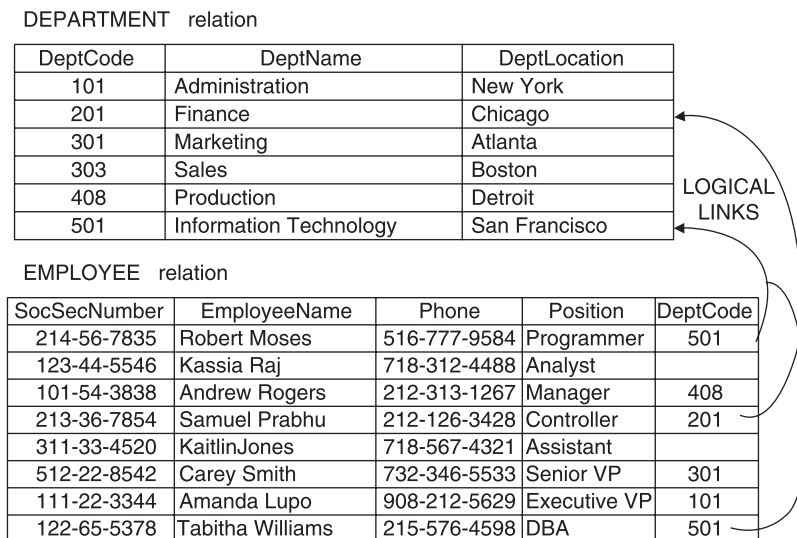 DEPARTMENT relation
DeptCode DeptName DeptLocation
101 Administration New York
201 Finance Chicago
301 Marketing Atlanta
303 Sales Boston
408 Production Detroit
501 Information Technology San Francisco
LOGICAL
LINKS
EMPLOYEE relation
SocSecNumber EmployeeName Phone Position DeptCode
214-56-7835 Robert Moses 516-777-9584 Programmer 501
123-44-5546 Kassia Raj 718-312-4488 Analyst
101-54-3838 Andrew Rogers 212-313-1267 Manager 408
213-36-7854 Samuel Prabhu 212-126-3428 Controller 201
311-33-4520 KaitlinJones 718-567-4321 Assistant
512-22-8542 Carey Smith 732-346-5533 Senior VP 301
111-22-3344 Amanda Lupo 908-212-5629 Executive VP 101
122-65-5378 Tabitha Williams 215-576-4598 DBA 501